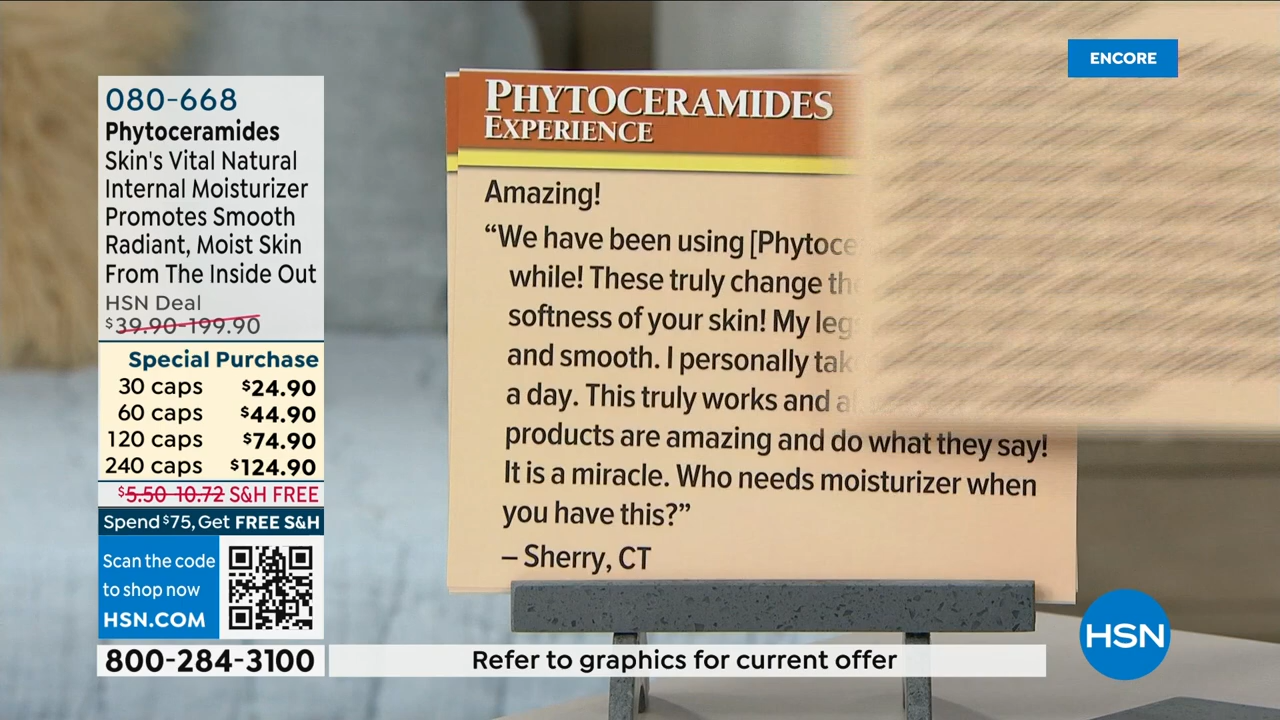 ENCORE
080-668
Phytoceramides
Skin's Vital Natural
Internal Moisturizer
Promotes Smooth
Radiant, Moist Skin
From The Inside Out
HSN Deal
$39.90-199.90
Special Purchase
30 caps $24.90
60 caps $44.90
120 caps $74.90
240 caps $124.90
$5.50-10.72 S&H FREE
Spend $75, Get FREE S&H
Scan the code
to shop now
HSN.COM
800-284-3100
Refer to graphics for current offer
HSN
PHYTOCERAMIDES
EXPERIENCE
Amazing!
“We have been using
while! These truly change
softness of your skin! My
and smooth. I personally
a day. This truly works and
products are amazing and do what they say!
It is a miracle. Who needs moisturizer when
you have this?”
– Sherry, CT